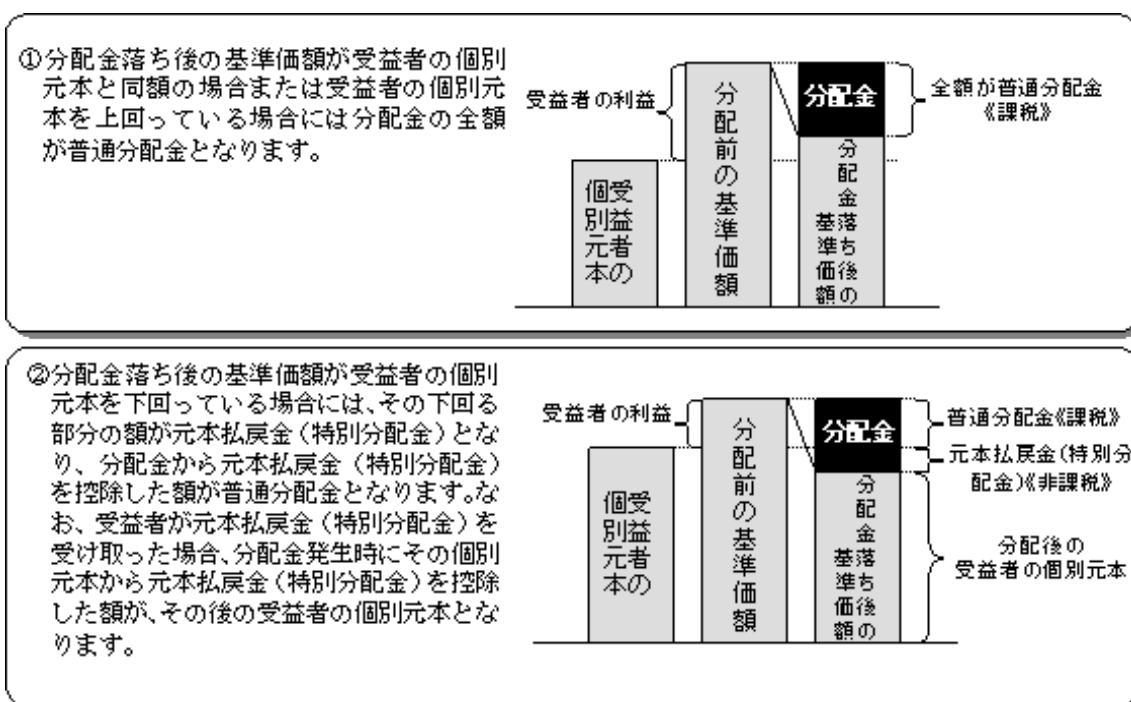 ①分配金落ち後の基準価額が受益者の個別
元本と同額の場合または受益者の個別元
本を上回っている場合には分配金の全額
が普通分配金となります。
受益者の利益
受益者の
個別元本
分配前の基準価額
分配金
分配金落ち後の
基準価額
全額が普通分配金
《課税》
②分配金落ち後の基準価額が受益者の個別
元本を下回っている場合には、その下回る
部分の額が元本払戻金(特別分配金)とな
り、分配金から元本払戻金(特別分配金)
を控除した額が普通分配金となります。な
お、受益者が元本払戻金(特別分配金)を
受け取った場合、分配金発生時にその個別
元本から元本払戻金(特別分配金)を控除
した額が、その後の受益者の個別元本とな
ります。
受益者の利益
受益者の
個別元本
分配前の基準価額
分配金
分配金落ち後の
基準価額
普通分配金《課税》
元本払戻金(特別分
配金)《非課税》
分配後の
受益者の個別元本